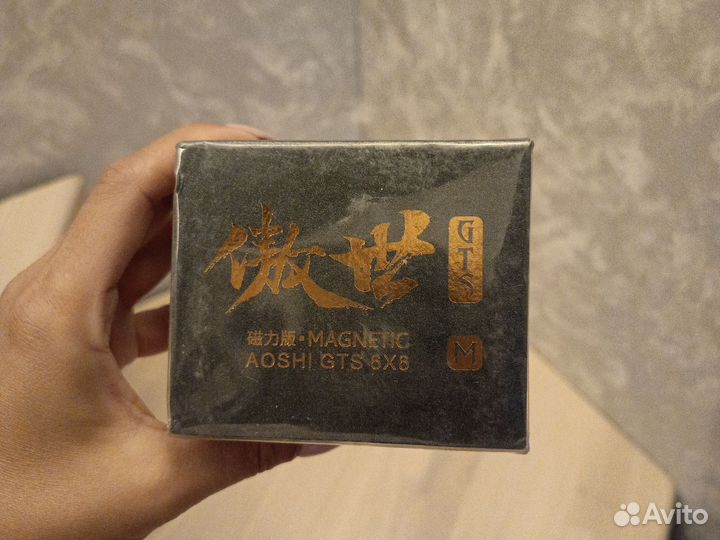 傲世
GTS
磁力版·MAGNETIC
AOSHI GTS 6X6
M
Avito